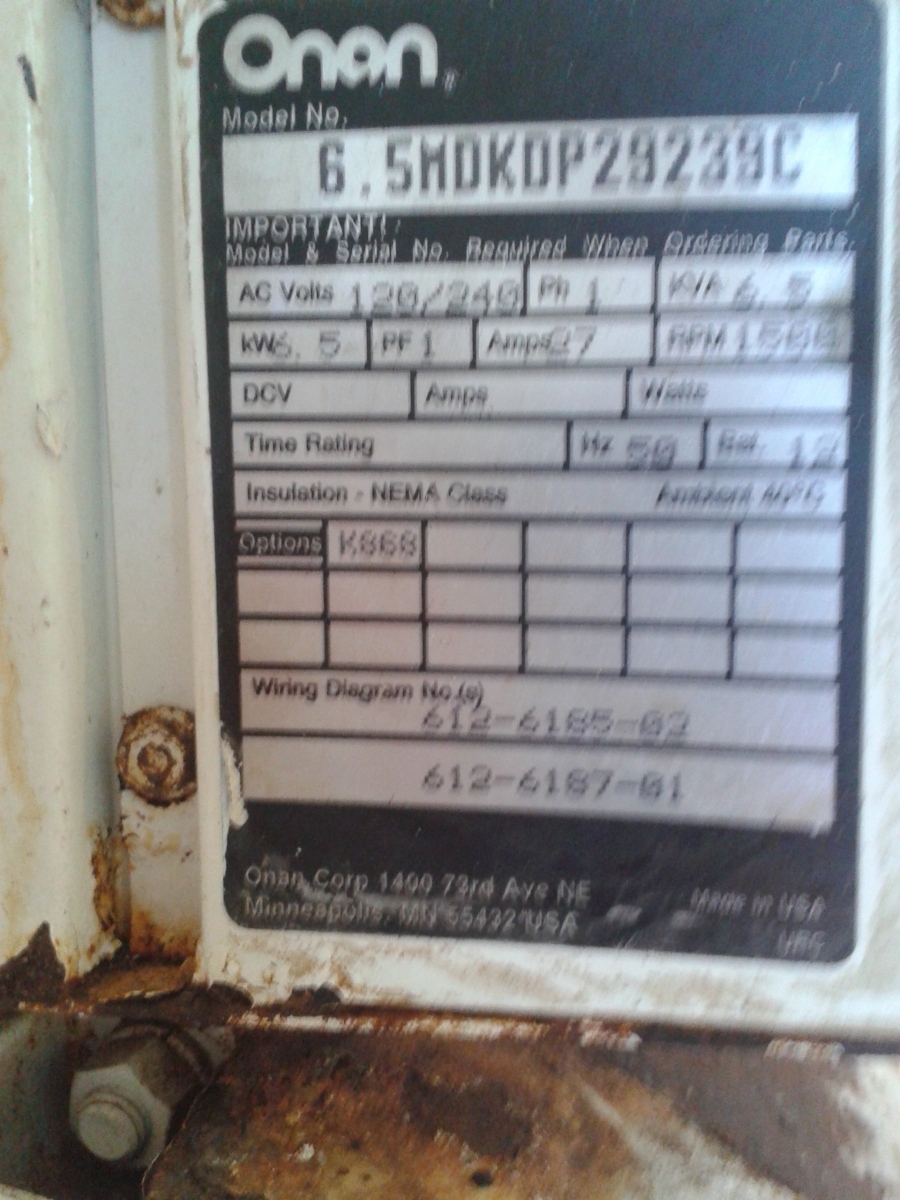 Onan
Model No.
6.5MDKDP29239C
IMPORTANT!
Model & Serial No. Required When Ordering Parts.
AC Volts 120/240 Ph 1 KVA 6.5
kW 6.5 PF 1 Amps 27 RPM 1500
DCV Amps Watts
Time Rating Hz 50 Bat. 12
Insulation - NEMA Class Ambient 40°C
Options K868
Wiring Diagram No.(s)
612-6185-02
612-6187-01
Onan Corp 1400 73rd Ave NE
Minneapolis, MN 55432 USA
Made in USA